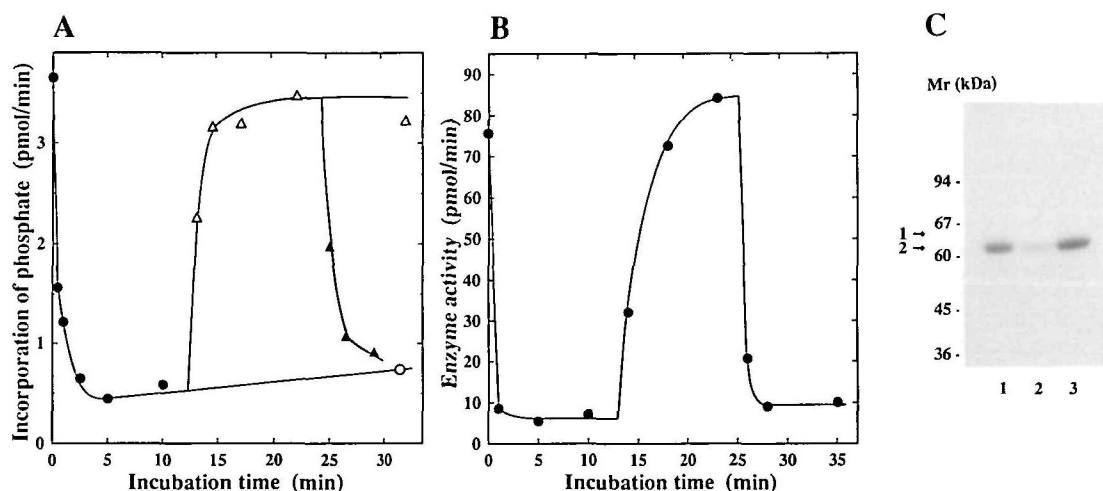 A
Incorporation of phosphate (pmol/min)
3
2
1
0
0 5 10 15 20 25 30
Incubation time (min)
B
Enzyme activity (pmol/min)
90
80
70
60
50
40
30
20
10
0
0 5 10 15 20 25 30 35
Incubation time (min)
C
Mr (kDa)
94 -
67 -
1 →
2 →
60 -
45 -
36 -
1 2 3